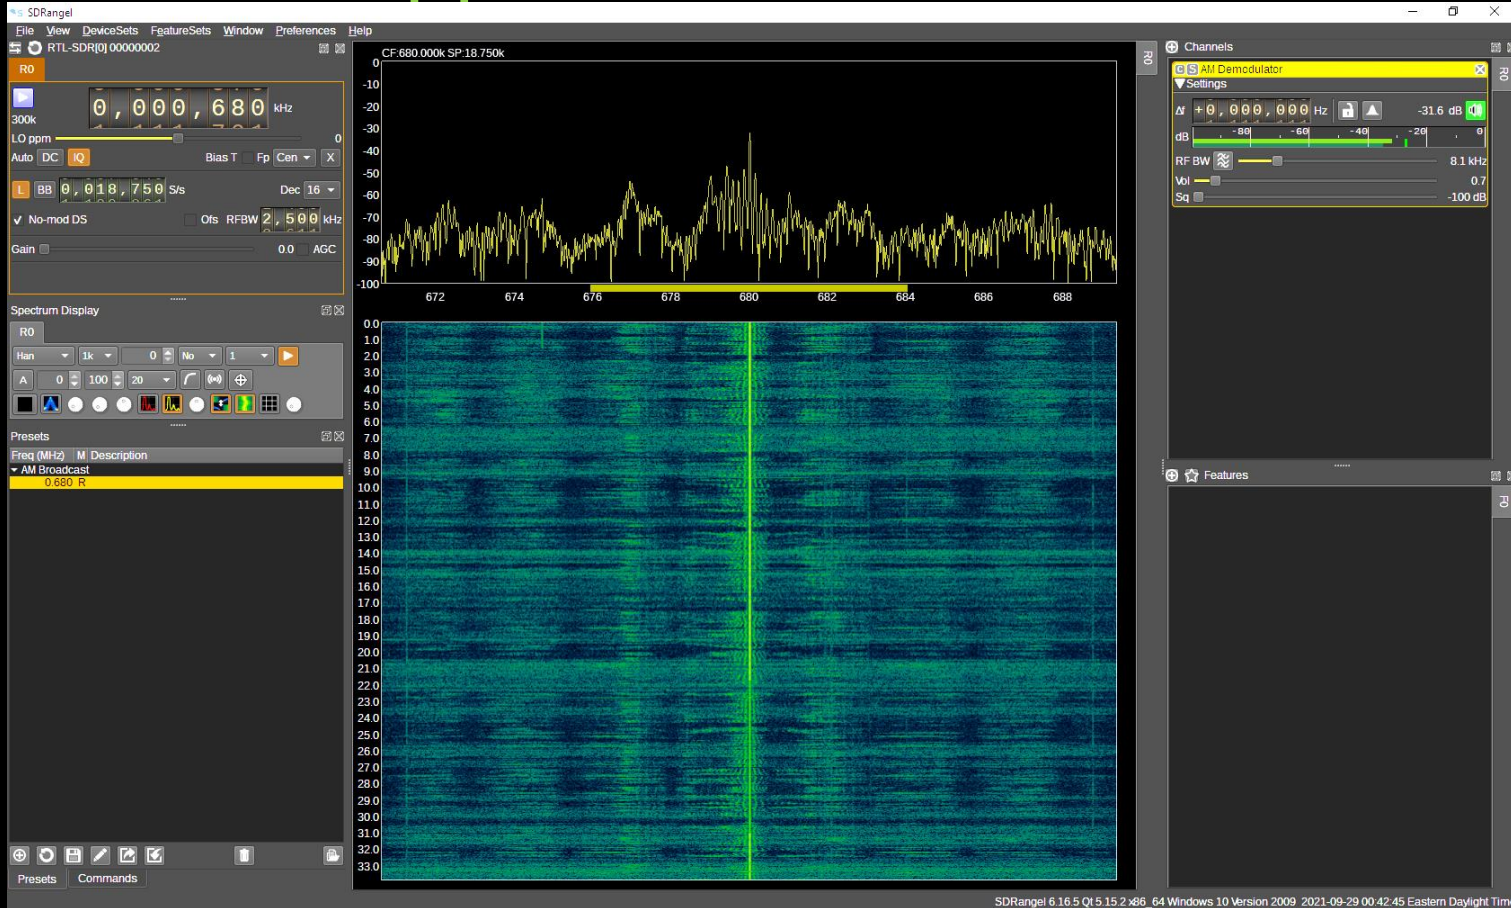 SDRangel
File View DeviceSets FeatureSets Window Preferences Help
RTL-SDR[0] 00000002
R0
0,000,680 kHz
300k
LO ppm 0
Auto DC IQ Bias T Fp Cen X
L BB 0,018,750 S/s Dec 16
No-mod DS Ofs RFBW 2,500 kHz
Gain 0.0 AGC
Spectrum Display
R0
Han 1k 0 No 1
A 0 100 20
Presets
Freq (MHz) M Description
AM Broadcast
0.680 R
Presets Commands
CF:680.000k SP:18.750k
0
-10
-20
-30
-40
-50
-60
-70
-80
-90
-100
672 674 676 678 680 682 684 686 688
0.0
1.0
2.0
3.0
4.0
5.0
6.0
7.0
8.0
9.0
10.0
11.0
12.0
13.0
14.0
15.0
16.0
17.0
18.0
19.0
20.0
21.0
22.0
23.0
24.0
25.0
26.0
27.0
28.0
29.0
30.0
31.0
32.0
33.0
R0
Channels
R0
C S AM Demodulator
Settings
Δf +0,000,000 Hz -31.6 dB
dB -80 -60 -40 -20 0
RF BW 8.1 kHz
Vol 0.7
Sq -100 dB
Features
F0
SDRangel 6.16.5 Qt 5.15.2 x86_64 Windows 10 Version 2009 2021-09-29 00:42:45 Eastern Daylight Tim